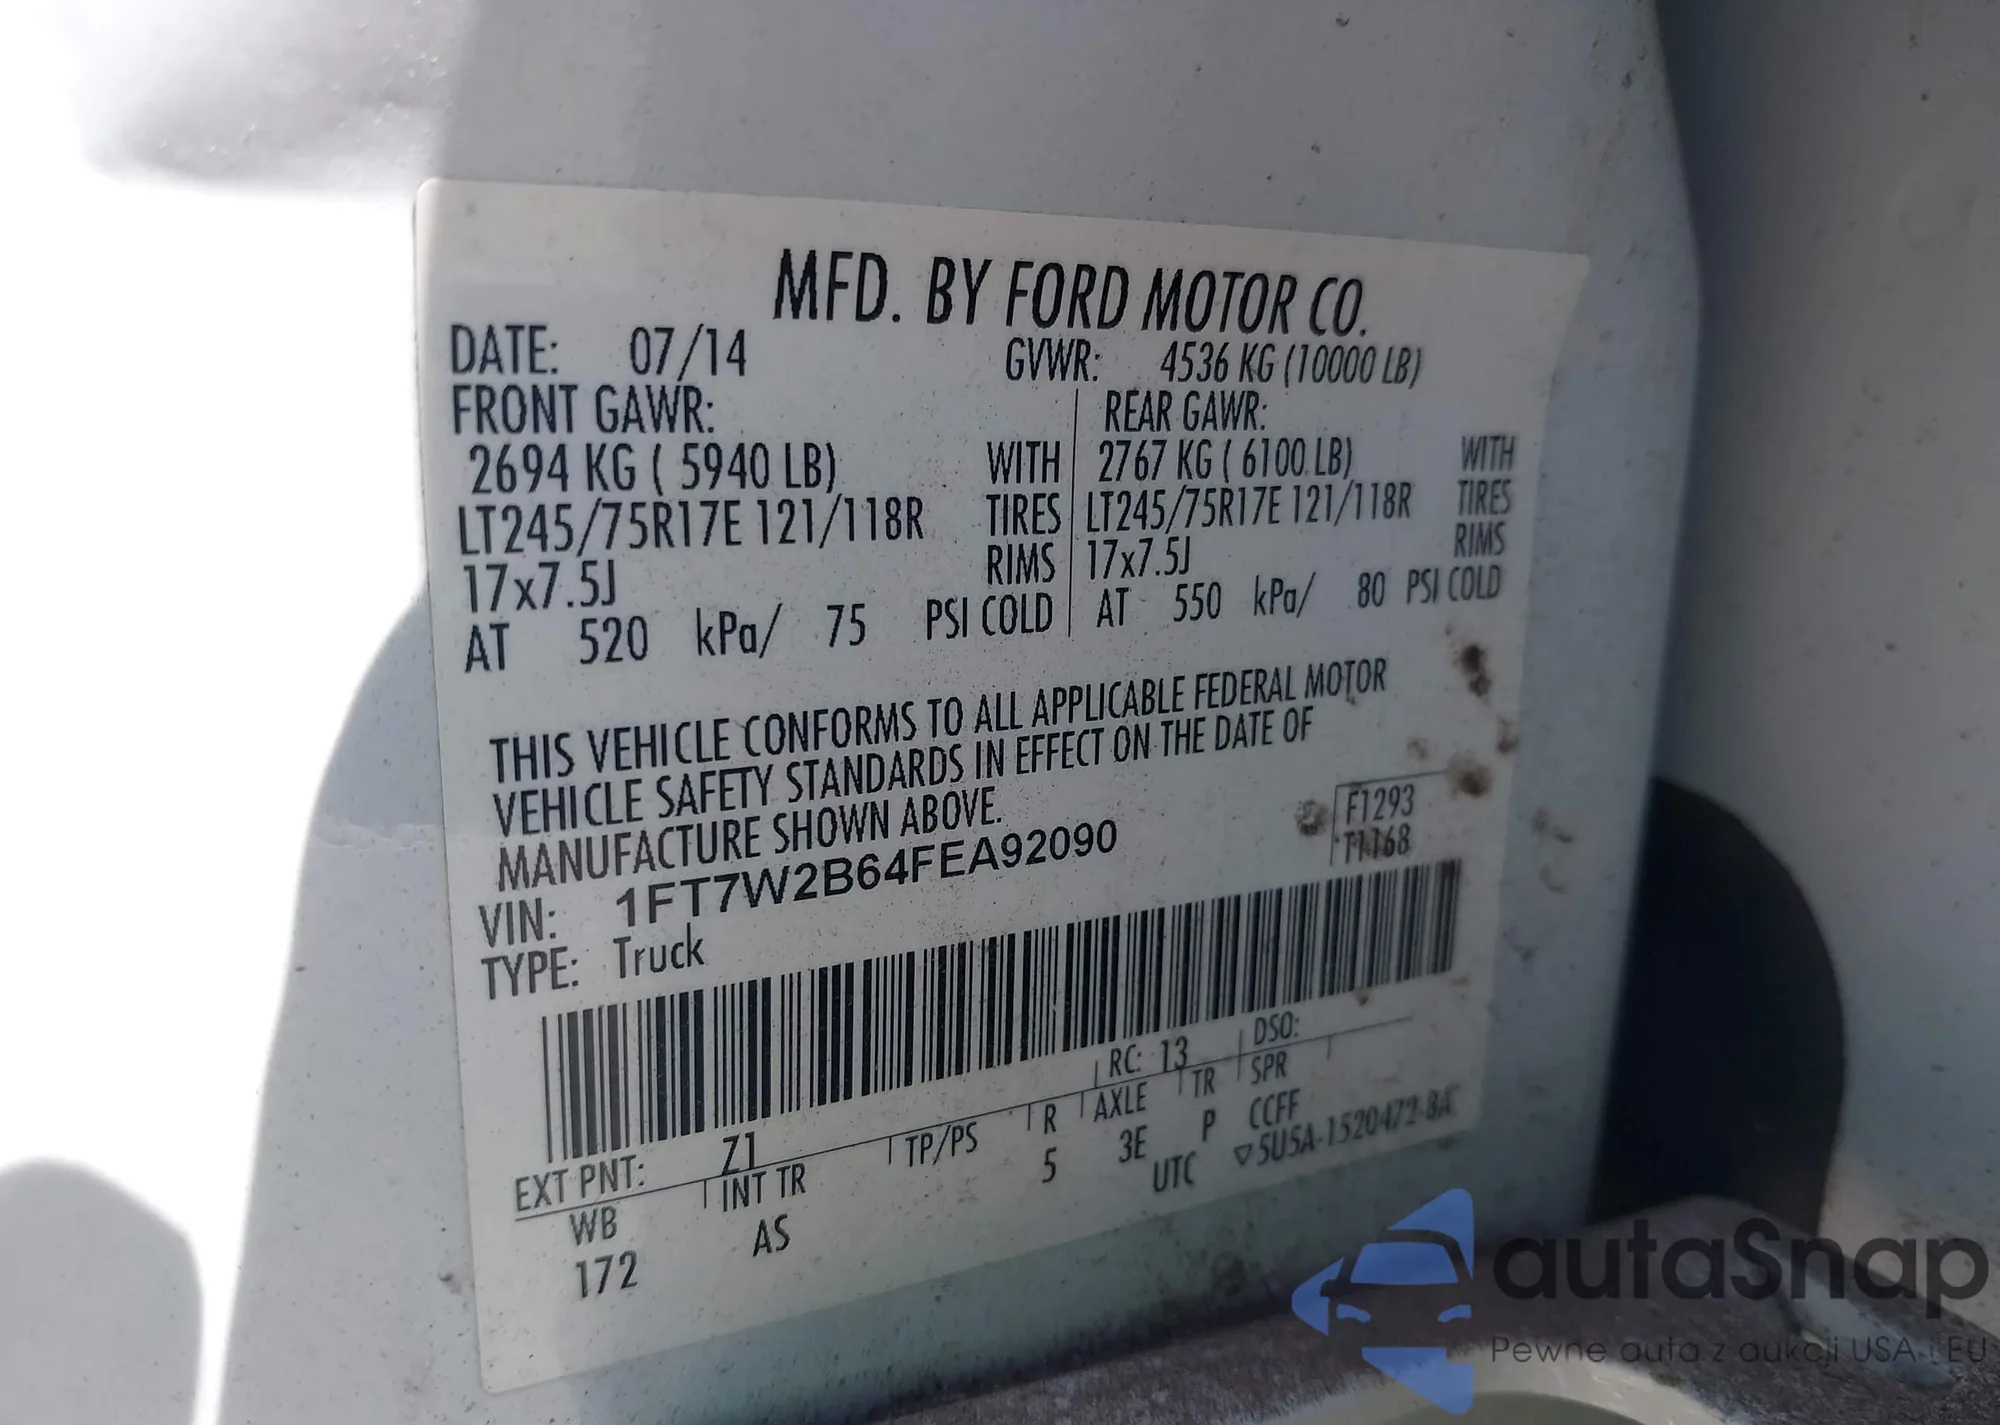 MFD. BY FORD MOTOR CO.
DATE: 07/14 GVWR: 4536 KG (10000 LB)
FRONT GAWR: REAR GAWR:
2694 KG ( 5940 LB) WITH 2767 KG ( 6100 LB) WITH
LT245/75R17E 121/118R TIRES LT245/75R17E 121/118R TIRES
17x7.5J RIMS 17x7.5J RIMS
AT 520 kPa/ 75 PSI COLD AT 550 kPa/ 80 PSI COLD
THIS VEHICLE CONFORMS TO ALL APPLICABLE FEDERAL MOTOR
VEHICLE SAFETY STANDARDS IN EFFECT ON THE DATE OF
MANUFACTURE SHOWN ABOVE.
F1293
T1168
VIN: 1FT7W2B64FEA92090
TYPE: Truck
EXT PNT: Z1 RC: 13 DSO:
WB INT TR TP/PS R AXLE TR SPR
172 AS 5 3E P CCFF
UTC ▽5U5A-1520472-BA
autaSnap
Pewne auta z aukcji USA i EU